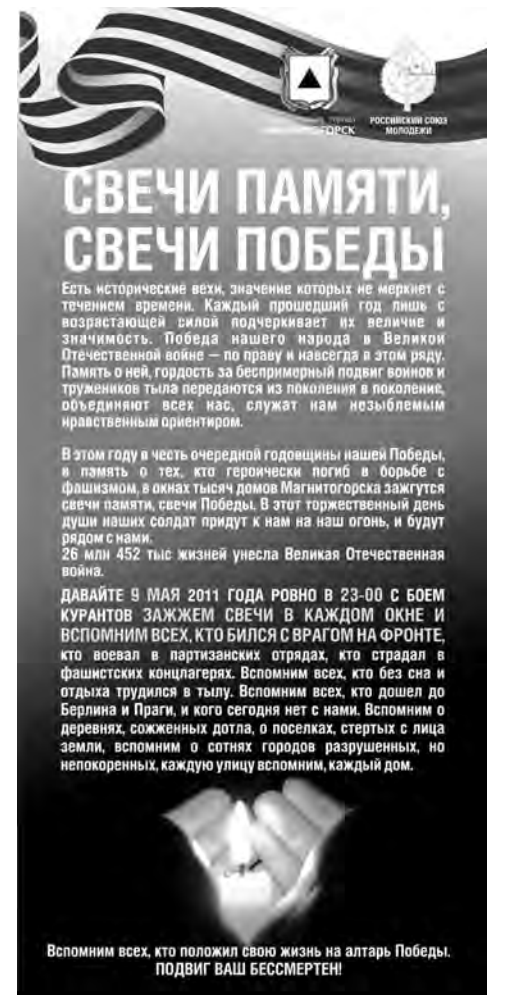 ГОРСК
РОССИЙСКИЙ СОЮЗ
МОЛОДЕЖИ
СВЕЧИ ПАМЯТИ,
СВЕЧИ ПОБЕДЫ
Есть исторические вехи, значение которых не меркнет с
течением времени. Каждый прошедший год лишь с
возрастающей силой подчеркивает их величие и
значимость. Победа нашего народа в Великой
Отечественной войне — по праву и навсегда в этом ряду.
Память о ней, гордость за беспримерный подвиг воинов и
тружеников тыла передаются из поколения в поколение,
объединяют всех нас, служат нам незыблемым
нравственным ориентиром.
В этом году в честь очередной годовщины нашей Победы,
в память о тех, кто героически погиб в борьбе с
фашизмом, в окнах тысяч домов Магнитогорска зажгутся
свечи памяти, свечи Победы. В этот торжественный день
души наших солдат придут к нам на наш огонь, и будут
рядом с нами.
26 млн 452 тыс жизней унесла Великая Отечественная
война.
ДАВАЙТЕ 9 МАЯ 2011 ГОДА РОВНО В 23-00 С БОЕМ
КУРАНТОВ ЗАЖЖЕМ СВЕЧИ В КАЖДОМ ОКНЕ И
ВСПОМНИМ ВСЕХ, КТО БИЛСЯ С ВРАГОМ НА ФРОНТЕ,
кто воевал в партизанских отрядах, кто страдал в
фашистских концлагерях. Вспомним всех, кто без сна и
отдыха трудился в тылу. Вспомним всех, кто дошел до
Берлина и Праги, и кого сегодня нет с нами. Вспомним о
деревнях, сожженных дотла, о поселках, стертых с лица
земли, вспомним о сотнях городов разрушенных, но
непокоренных, каждую улицу вспомним, каждый дом.
Вспомним всех, кто положил свою жизнь на алтарь Победы.
ПОДВИГ ВАШ БЕССМЕРТЕН!